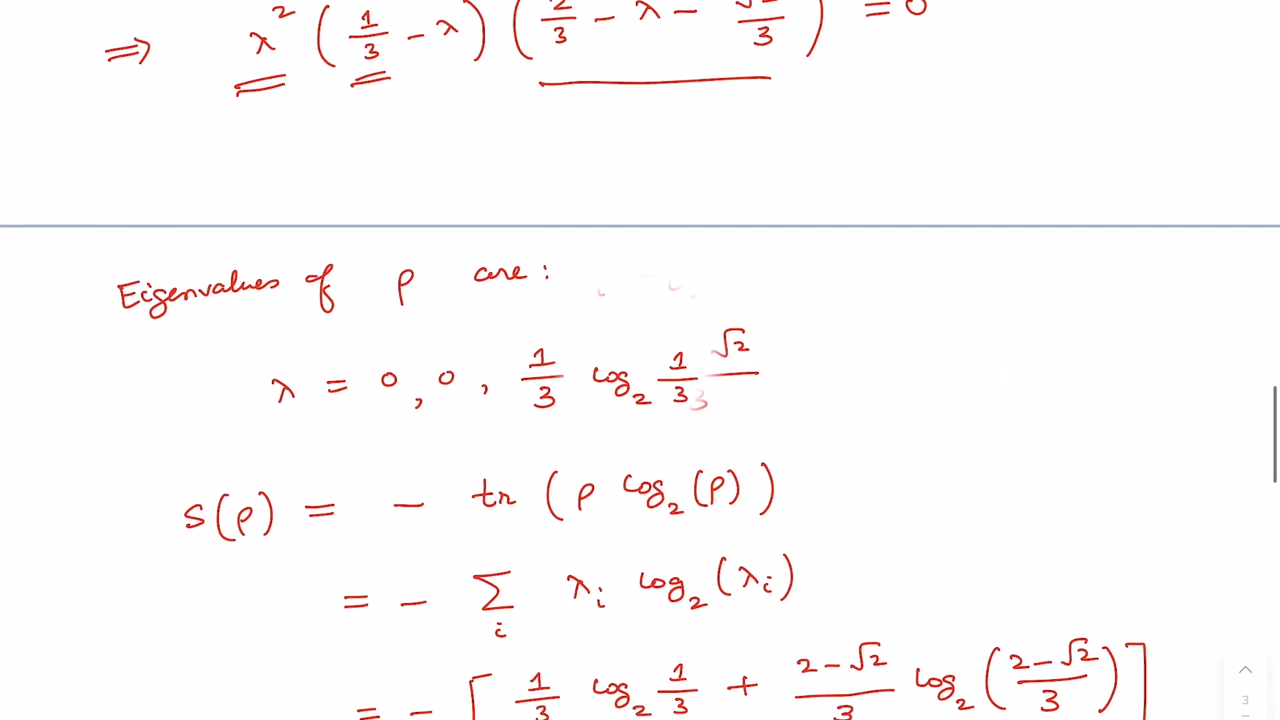 ⇒ λ² (1/3 - λ) (2/3 - λ - √2/3) = 0
Eigenvalues of ρ are:
λ = 0, 0, 1/3 log₂ 1/3 √2
S(ρ) = - tr (ρ log₂(ρ))
= - Σᵢ λᵢ log₂(λᵢ)
= - [ 1/3 log₂ 1/3 + (2-√2)/3 log₂ ((2-√2)/3) ]
3